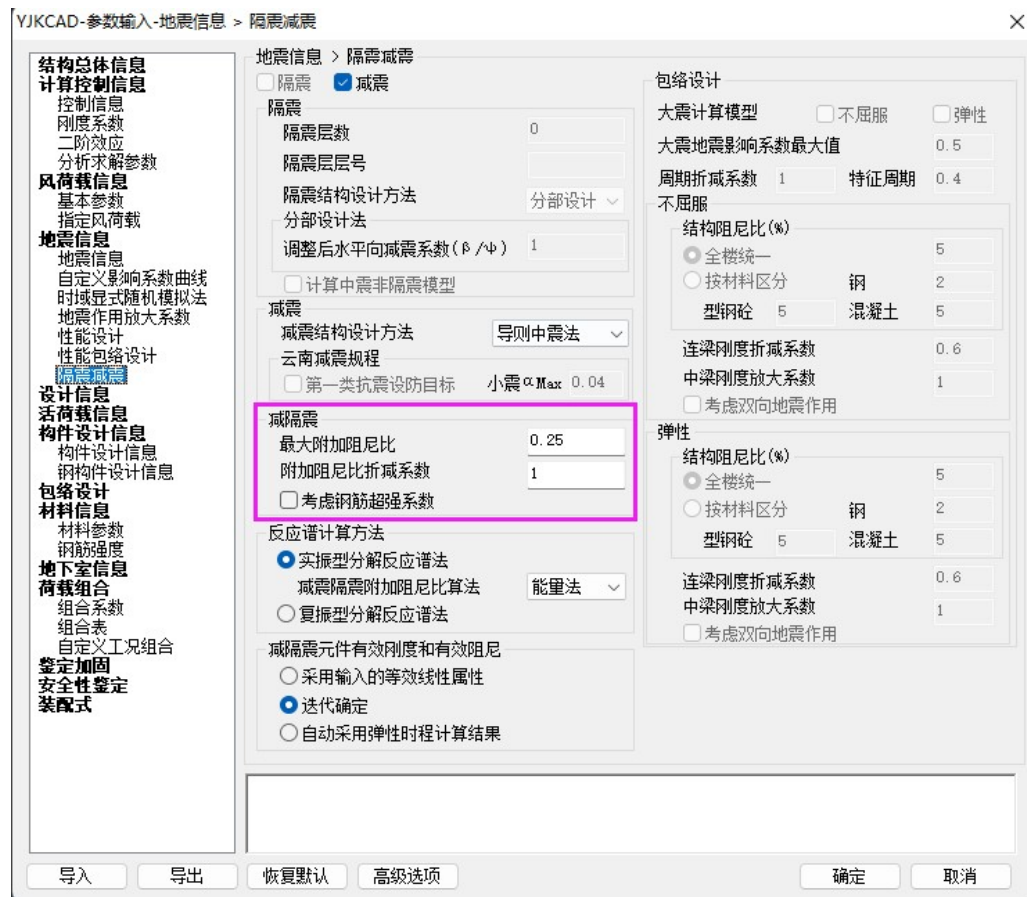 YJKCAD-参数输入-地震信息 > 隔震减震
结构总体信息
计算控制信息
控制信息
刚度系数
二阶效应
分析求解参数
风荷载信息
基本参数
指定风荷载
地震信息
地震信息
自定义影响系数曲线
时域显式随机模拟法
地震作用放大系数
性能设计
性能包络设计
隔震减震
设计信息
活荷载信息
构件设计信息
构件设计信息
钢构件设计信息
包络设计
材料信息
材料参数
钢筋强度
地下室信息
荷载组合
组合系数
组合表
自定义工况组合
鉴定加固
安全性鉴定
装配式
地震信息 > 隔震减震
隔震 减震
隔震
隔震层数 0
隔震层层号
隔震结构设计方法 分部设计
分部设计法
调整后水平向减震系数(β/ψ) 1
计算中震非隔震模型
减震
减震结构设计方法 导则中震法
云南减震规程
第一类抗震设防目标 小震αMax 0.04
减隔震
最大附加阻尼比 0.25
附加阻尼比折减系数 1
考虑钢筋超强系数
反应谱计算方法
实振型分解反应谱法
减震隔震附加阻尼比算法 能量法
复振型分解反应谱法
减隔震元件有效刚度和有效阻尼
采用输入的等效线性属性
迭代确定
自动采用弹性时程计算结果
包络设计
大震计算模型 不屈服 弹性
大震地震影响系数最大值 0.5
周期折减系数 1 特征周期 0.4
不屈服
结构阻尼比(%)
全楼统一 5
按材料区分 钢 2
型钢砼 5 混凝土 5
连梁刚度折减系数 0.6
中梁刚度放大系数 1
考虑双向地震作用
弹性
结构阻尼比(%)
全楼统一 5
按材料区分 钢 2
型钢砼 5 混凝土 5
连梁刚度折减系数 0.6
中梁刚度放大系数 1
考虑双向地震作用
导入 导出 恢复默认 高级选项 确定 取消